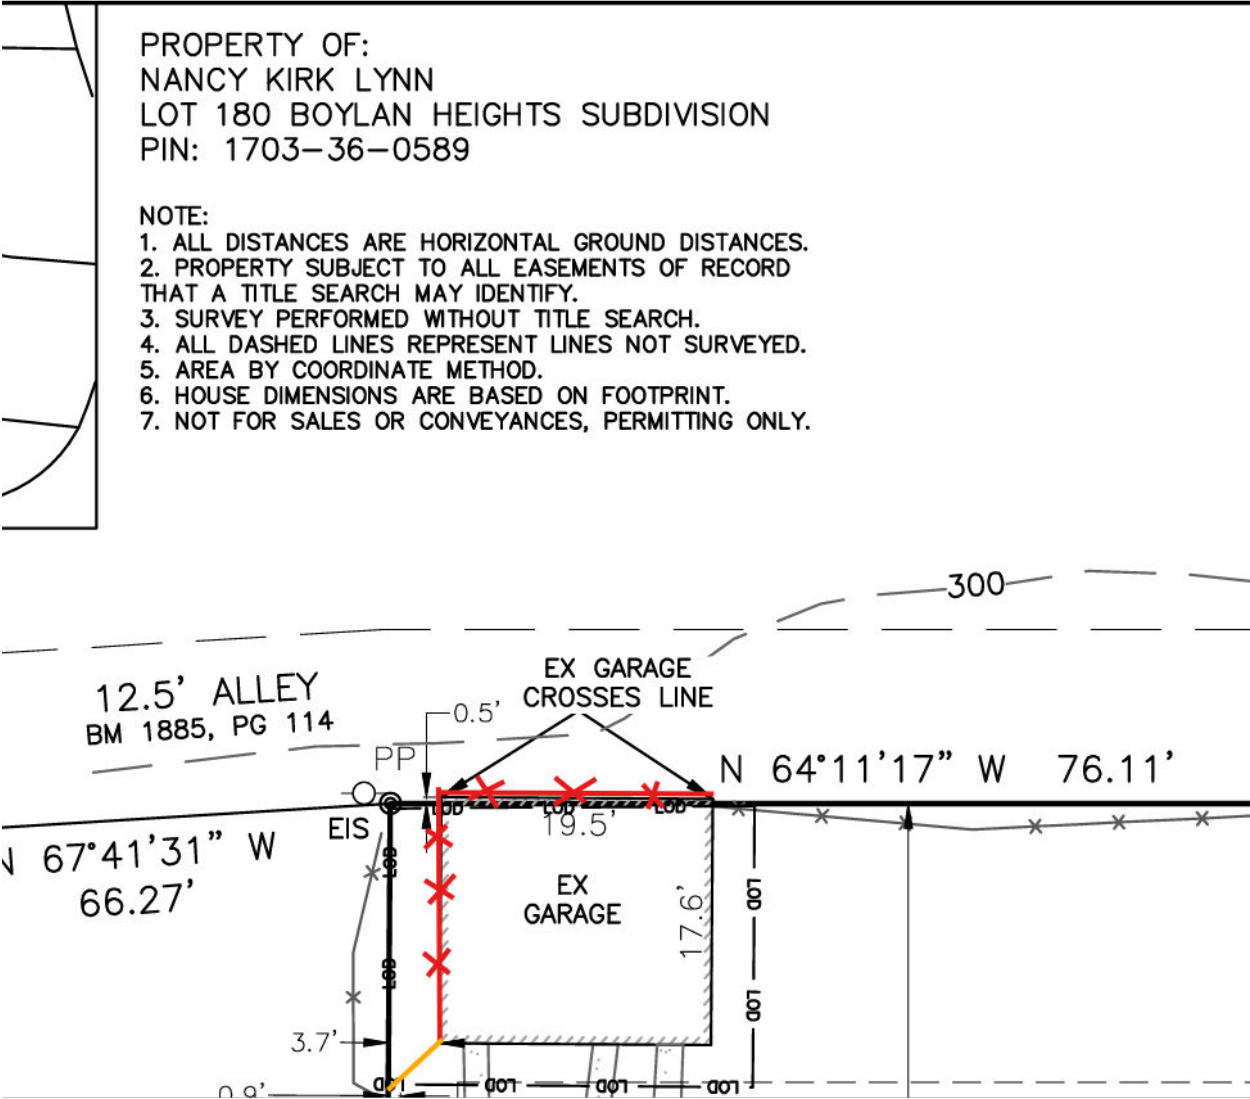 PROPERTY OF:
NANCY KIRK LYNN
LOT 180 BOYLAN HEIGHTS SUBDIVISION
PIN: 1703-36-0589
NOTE:
1. ALL DISTANCES ARE HORIZONTAL GROUND DISTANCES.
2. PROPERTY SUBJECT TO ALL EASEMENTS OF RECORD
THAT A TITLE SEARCH MAY IDENTIFY.
3. SURVEY PERFORMED WITHOUT TITLE SEARCH.
4. ALL DASHED LINES REPRESENT LINES NOT SURVEYED.
5. AREA BY COORDINATE METHOD.
6. HOUSE DIMENSIONS ARE BASED ON FOOTPRINT.
7. NOT FOR SALES OR CONVEYANCES, PERMITTING ONLY.
300
EX GARAGE
CROSSES LINE
12.5' ALLEY
BM 1885, PG 114
0.5'
PP
N 64°11'17" W 76.11'
LOD LOD LOD
19.5'
EIS
N 67°41'31" W
66.27'
LOD
EX
GARAGE
17.6'
LOD
LOD
LOD
3.7'
LOD LOD LOD LOD
0.9'